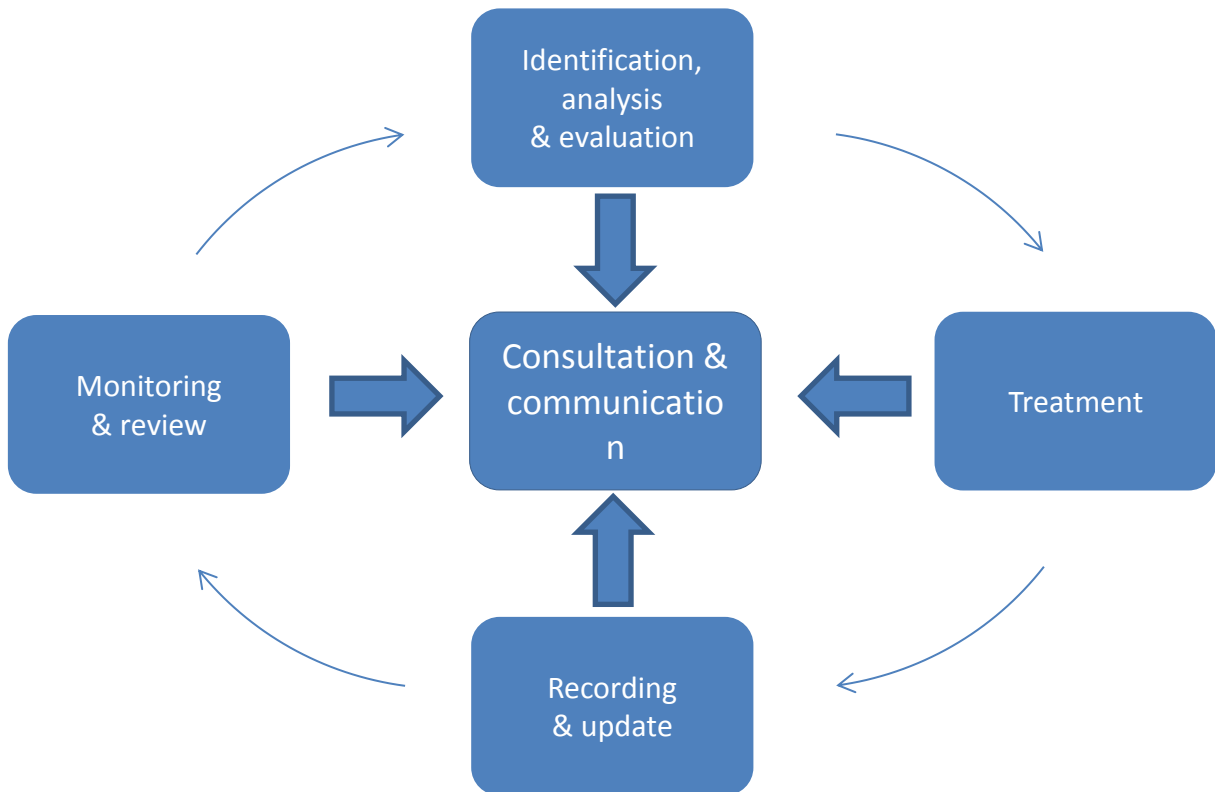 Identification,
analysis
& evaluation
Monitoring
& review
Consultation &
communicatio
n
Treatment
Recording
& update